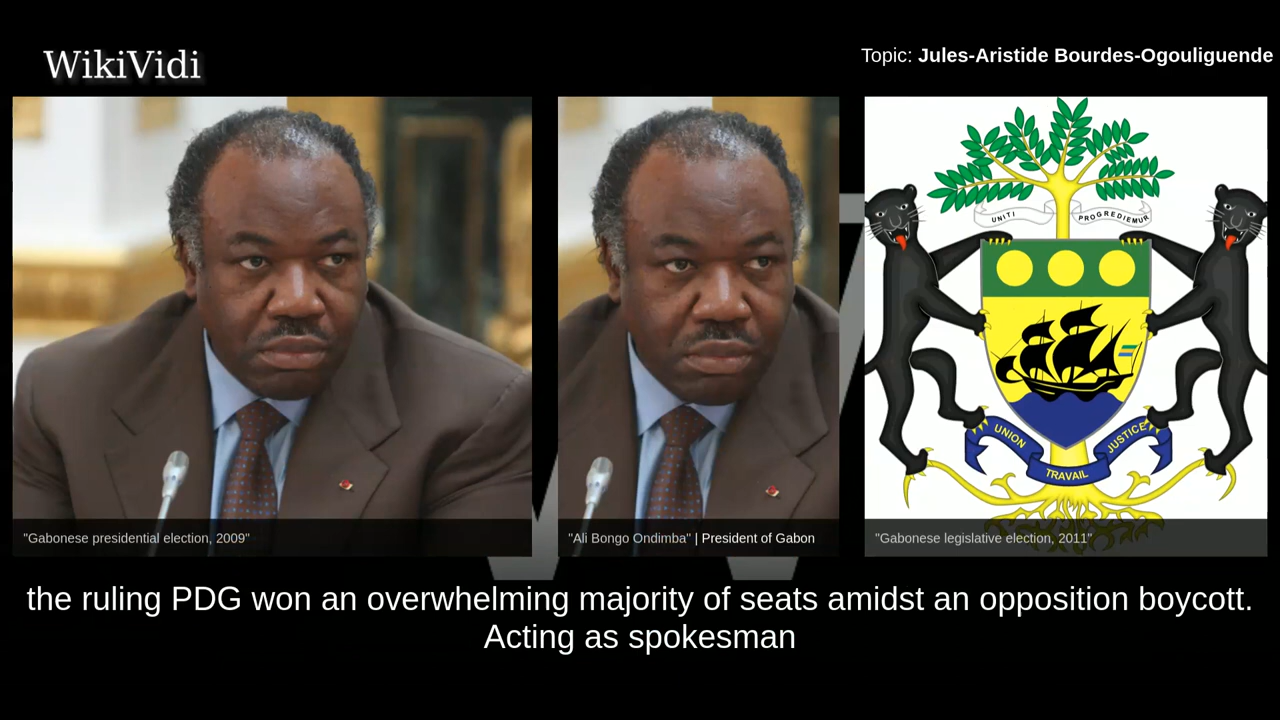 WikiVidi
Topic: Jules-Aristide Bourdes-Ogouliguende
UNITI
PROGREDIEMUR
UNION
TRAVAIL
JUSTICE
"Gabonese presidential election, 2009"
"Ali Bongo Ondimba" | President of Gabon
"Gabonese legislative election, 2011"
the ruling PDG won an overwhelming majority of seats amidst an opposition boycott.
Acting as spokesman